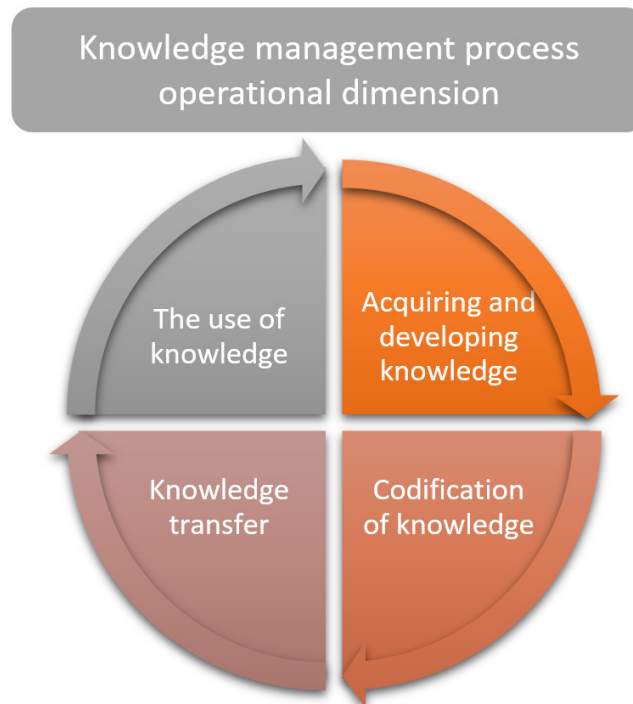 Knowledge management process
operational dimension
The use of
knowledge
Acquiring and
developing
knowledge
Knowledge
transfer
Codification
of knowledge